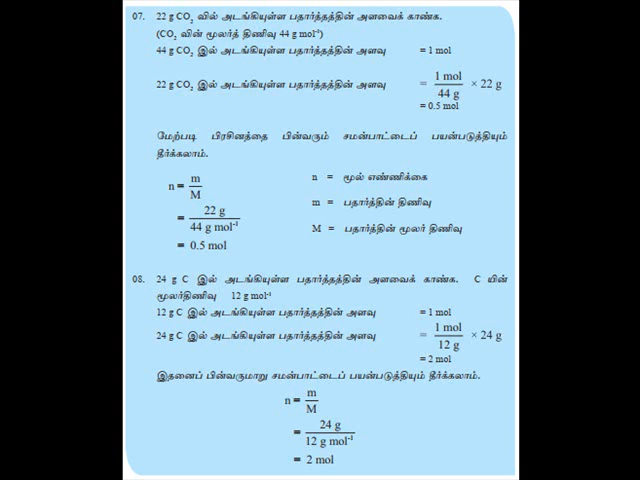 07. 22 g CO₂ வில் அடங்கியுள்ள பதார்த்தத்தின் அளவைக் காண்க.
(CO₂ வின் மூலர்த் திணிவு 44 g mol⁻¹)
44 g CO₂ இல் அடங்கியுள்ள பதார்த்தத்தின் அளவு = 1 mol
22 g CO₂ இல் அடங்கியுள்ள பதார்த்தத்தின் அளவு = 1 mol / 44 g × 22 g
= 0.5 mol
மேற்படி பிரசினத்தை பின்வரும் சமன்பாட்டைப் பயன்படுத்தியும்
தீர்க்கலாம்.
n = m / M
n = மூல் எண்ணிக்கை
= 22 g / 44 g mol⁻¹
m = பதார்த்தின் திணிவு
= 0.5 mol
M = பதார்த்தின் மூலர் திணிவு
08. 24 g C இல் அடங்கியுள்ள பதார்த்தத்தின் அளவைக் காண்க. C யின்
மூலர்திணிவு 12 g mol⁻¹
12 g C இல் அடங்கியுள்ள பதார்த்தத்தின் அளவு = 1 mol
24 g C இல் அடங்கியுள்ள பதார்த்தத்தின் அளவு = 1 mol / 12 g × 24 g
= 2 mol
இதனைப் பின்வருமாறு சமன்பாட்டைப் பயன்படுத்தியும் தீர்க்கலாம்.
n = m / M
= 24 g / 12 g mol⁻¹
= 2 mol